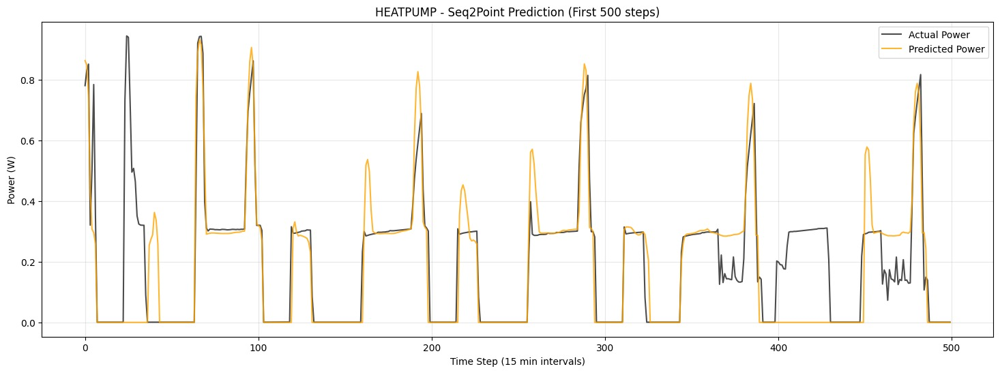 HEATPUMP - Seq2Point Prediction (First 500 steps)
Actual Power
Predicted Power
Power (W)
0.8
0.6
0.4
0.2
0.0
0 100 200 300 400 500
Time Step (15 min intervals)